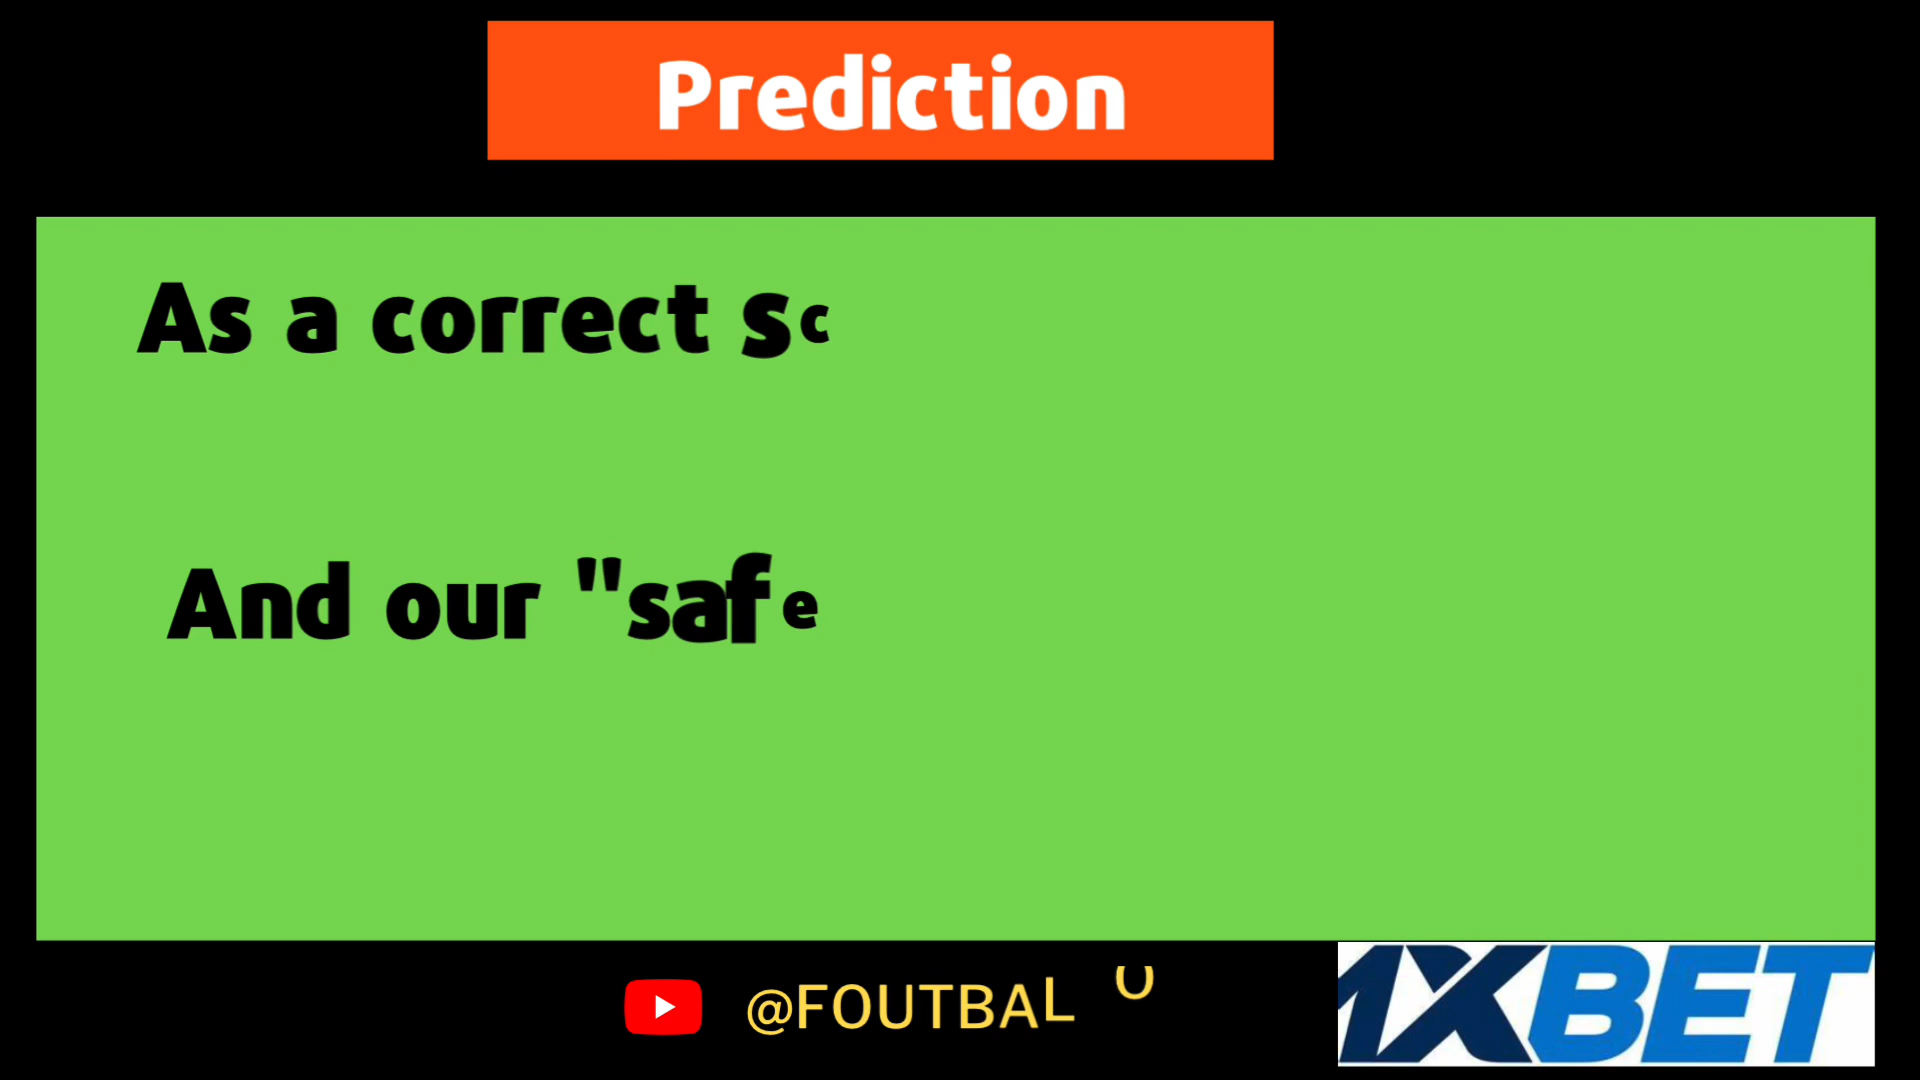 Prediction
As a correct sc
And our "safe
@FOUTBAL O
1XBET